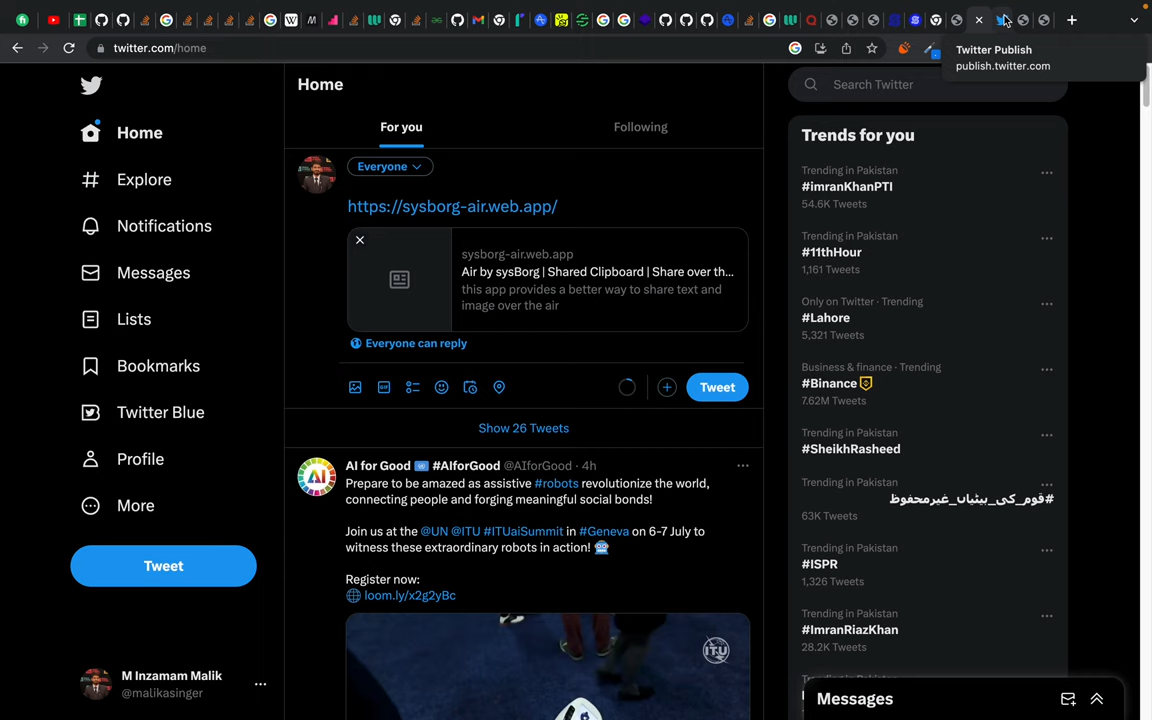 twitter.com/home
Twitter Publish
publish.twitter.com
Home
Explore
Notifications
Messages
Lists
Bookmarks
Twitter Blue
Profile
More
Tweet
M Inzamam Malik
@malikasinger
Home
For you
Following
Everyone
https://sysborg-air.web.app/
sysborg-air.web.app
Air by sysBorg | Shared Clipboard | Share over th...
this app provides a better way to share text and
image over the air
Everyone can reply
Tweet
Show 26 Tweets
AI for Good 🇺🇳 #AIforGood @AIforGood · 4h
Prepare to be amazed as assistive #robots revolutionize the world,
connecting people and forging meaningful social bonds!
Join us at the @UN @ITU #ITUaiSummit in #Geneva on 6-7 July to
witness these extraordinary robots in action! 🤖
Register now:
🌐 loom.ly/x2g2yBc
ITU
Search Twitter
Trends for you
Trending in Pakistan
#imranKhanPTI
54.6K Tweets
Trending in Pakistan
#11thHour
1,161 Tweets
Only on Twitter · Trending
#Lahore
5,321 Tweets
Business & finance · Trending
#Binance
7.62M Tweets
Trending in Pakistan
#SheikhRasheed
Trending in Pakistan
#قوم_کی_بیٹیاں_غیرمحفوظ
63K Tweets
Trending in Pakistan
#ISPR
1,326 Tweets
Trending in Pakistan
#ImranRiazKhan
28.2K Tweets
Messages